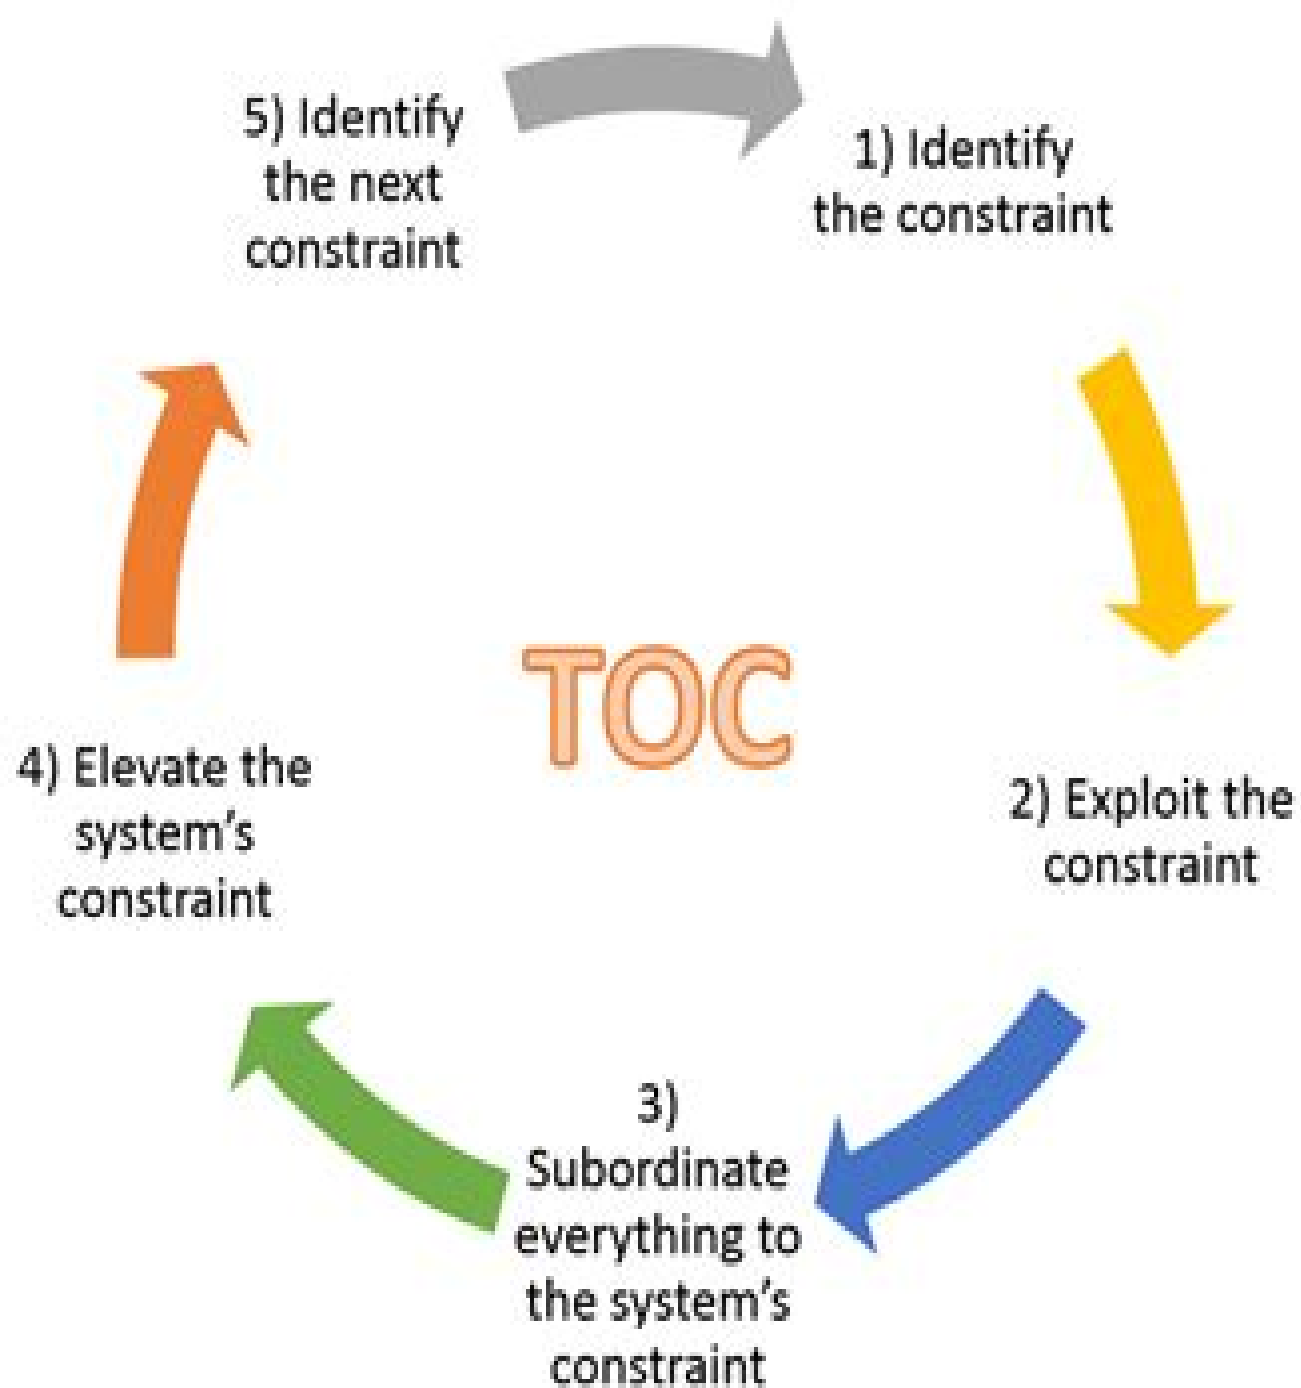 1) Identify
the constraint
2) Exploit the
constraint
3)
Subordinate
everything to
the system's
constraint
4) Elevate the
system's
constraint
5) Identify
the next
constraint
TOC